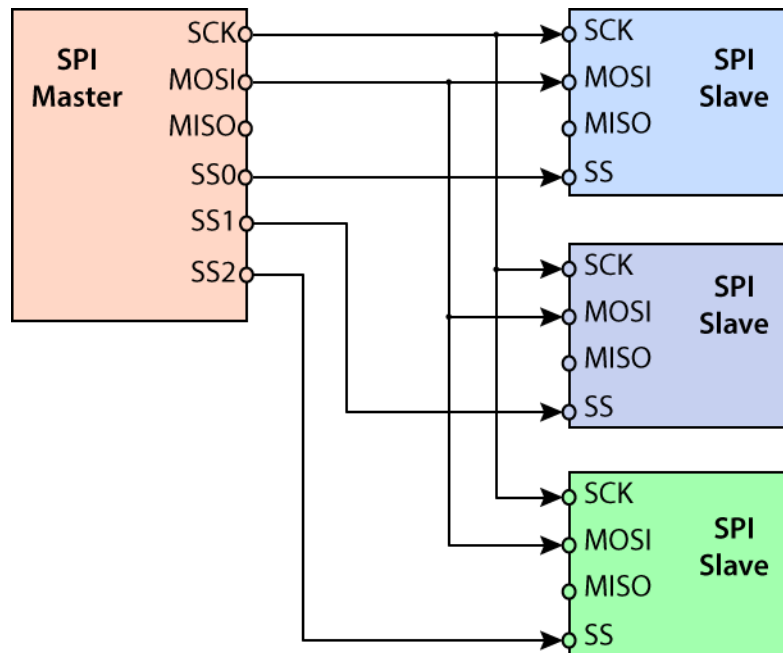 SPI
Master
SCK
MOSI
MISO
SS0
SS1
SS2
SCK
MOSI
MISO
SS
SPI
Slave
SCK
MOSI
MISO
SS
SPI
Slave
SCK
MOSI
MISO
SS
SPI
Slave